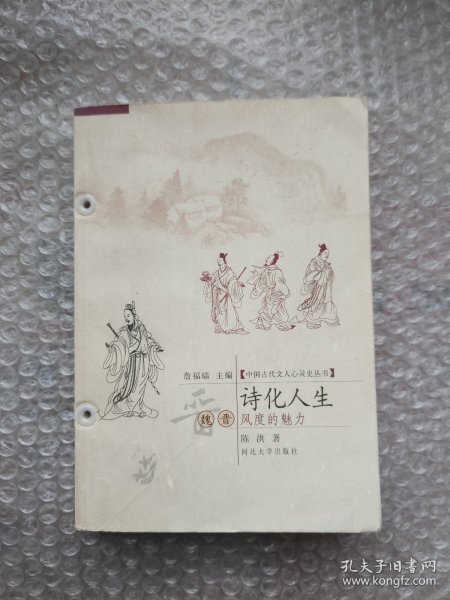 詹福瑞 主编【中国古代文人心灵史丛书】
诗化人生
晋
魏晋风度的魅力
陈洪 著
河北大学出版社
孔夫子旧书网
www.kongfz.com